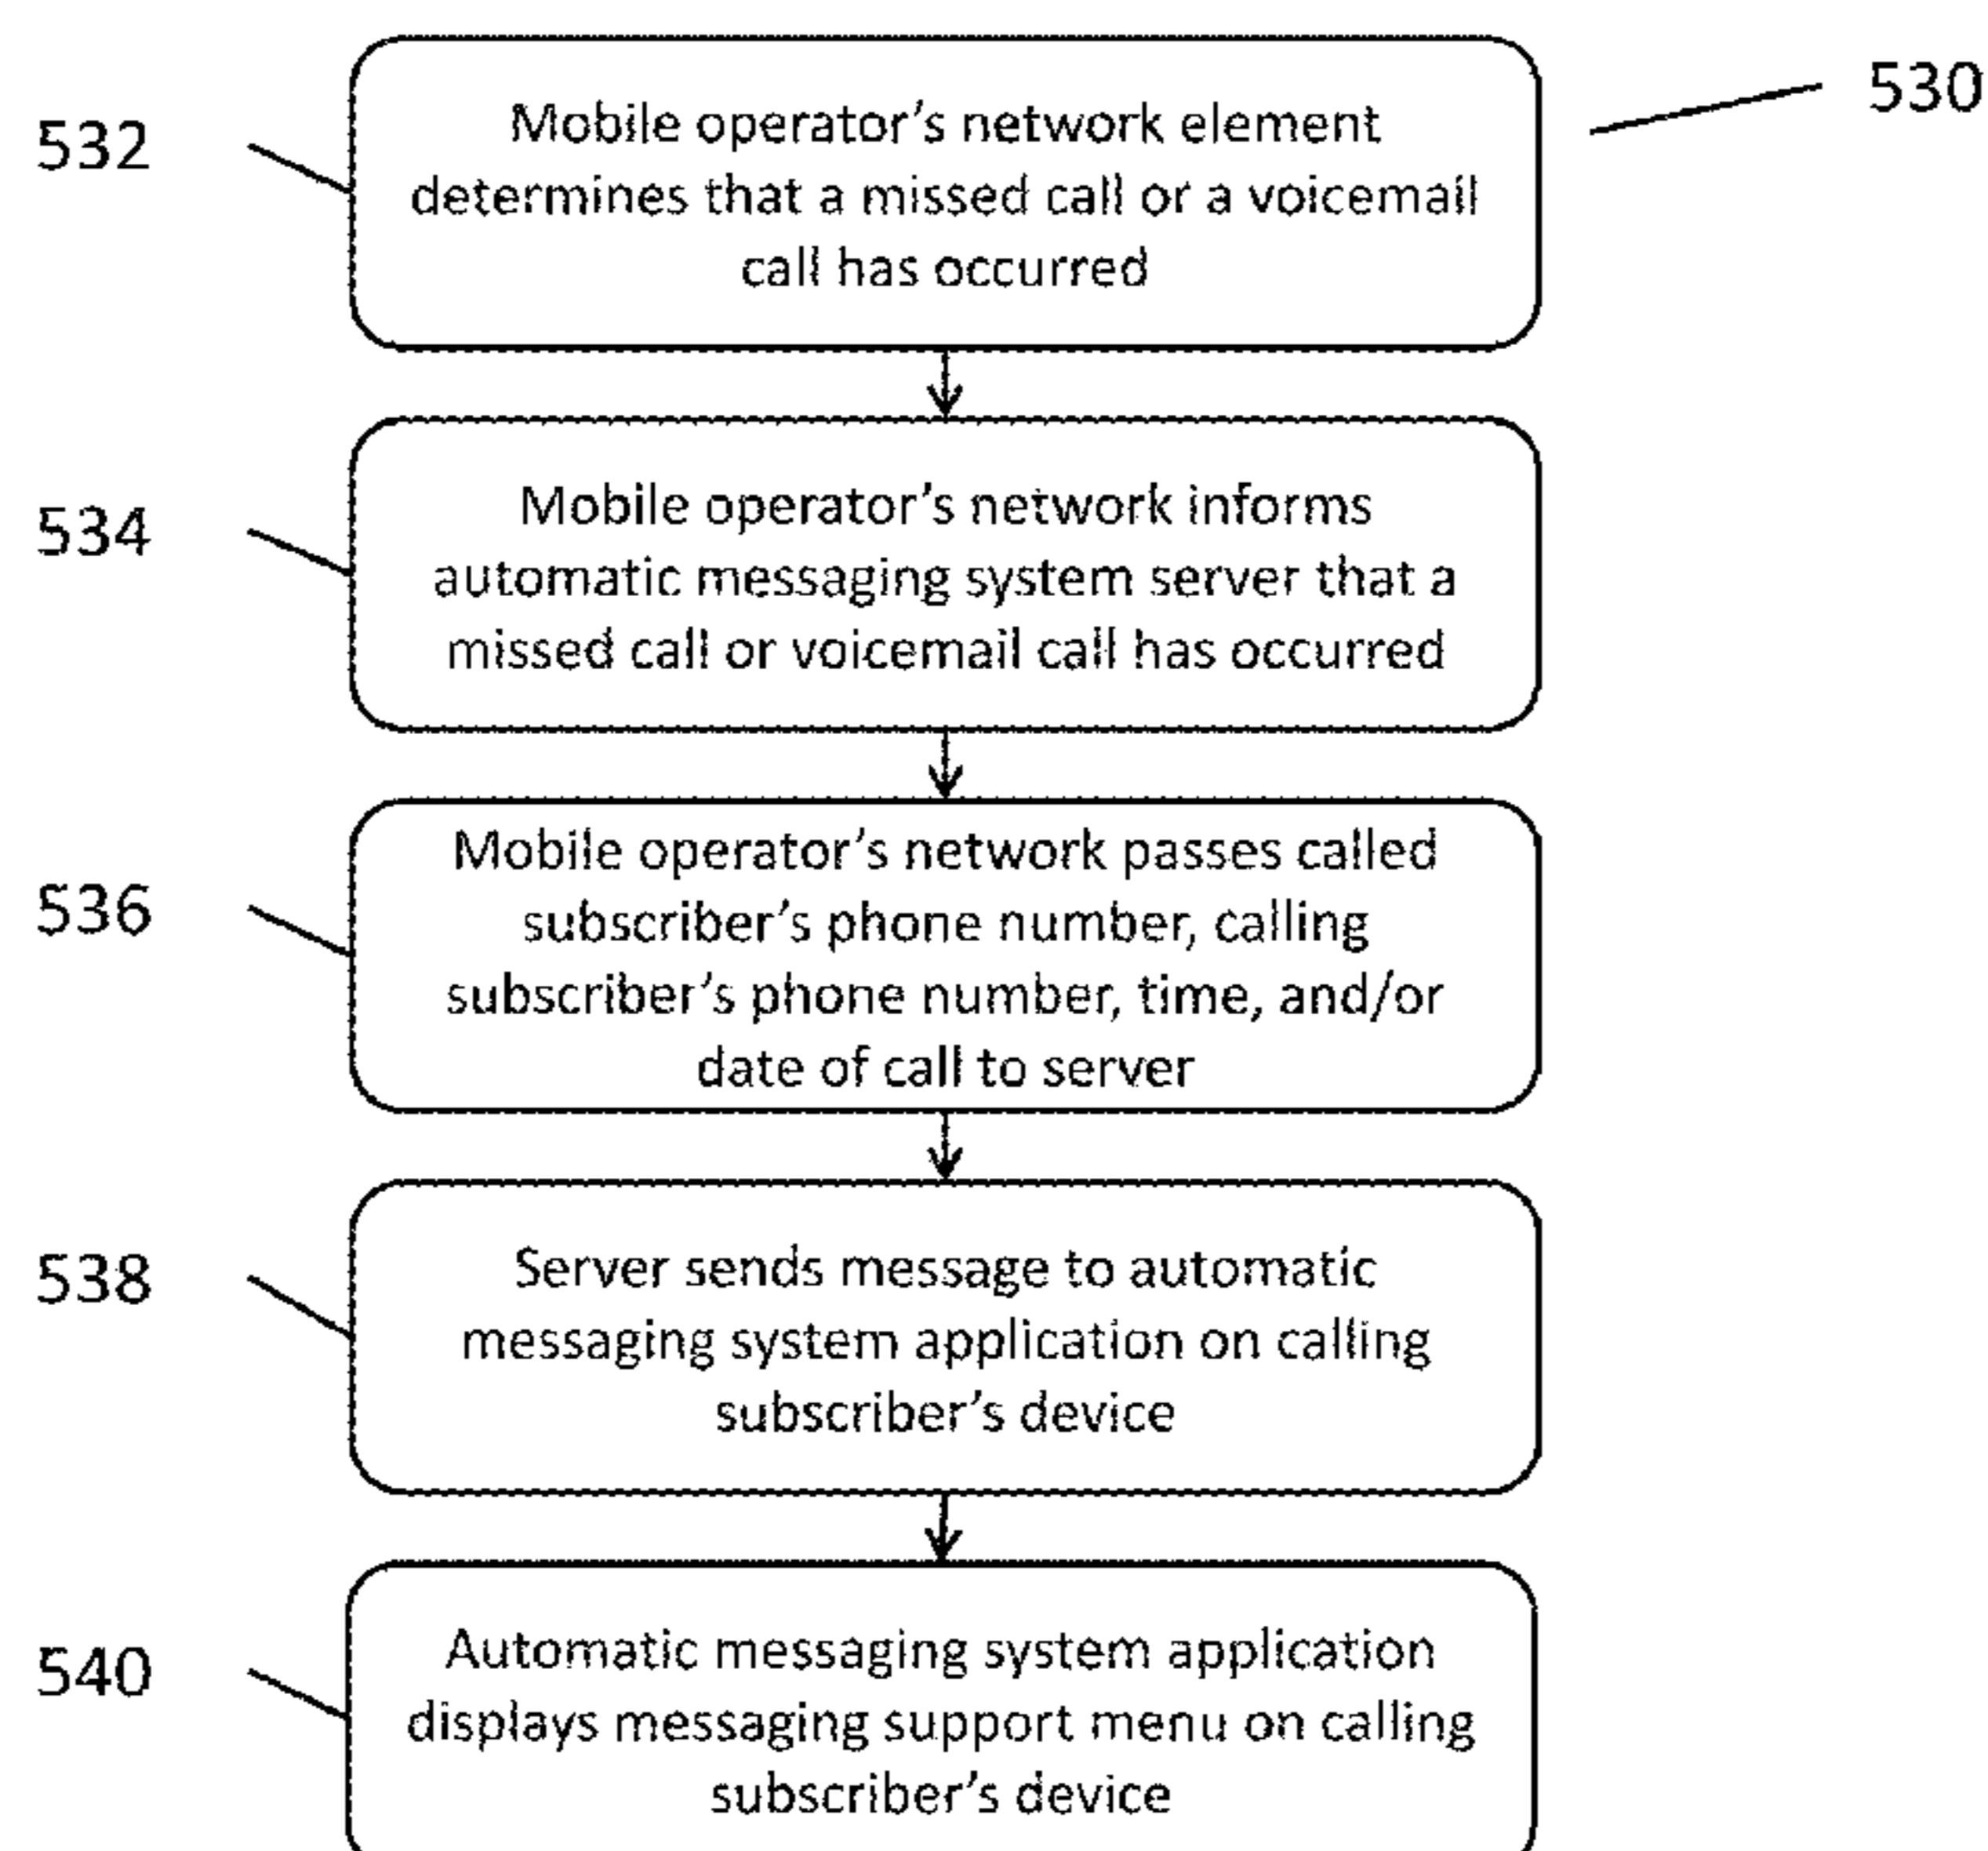 530
532
Mobile operator's network element
determines that a missed call or a voicemail
call has occurred
534
Mobile operator's network informs
automatic messaging system server that a
missed call or voicemail call has occurred
536
Mobile operator's network passes called
subscriber's phone number, calling
subscriber's phone number, time, and/or
date of call to server
538
Server sends message to automatic
messaging system application on calling
subscriber's device
540
Automatic messaging system application
displays messaging support menu on calling
subscriber's device